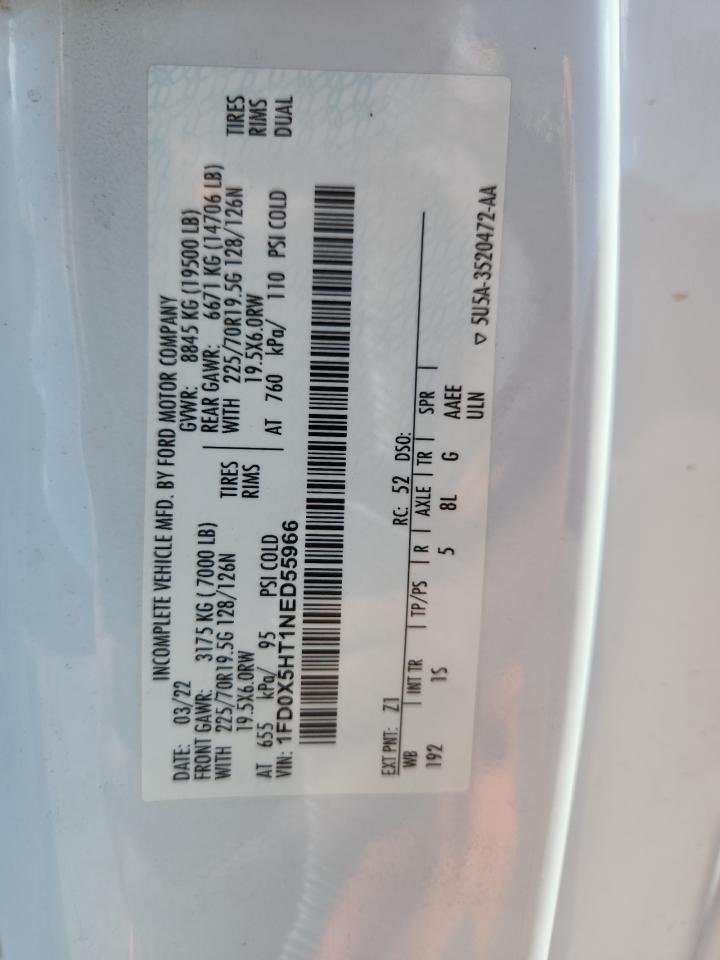 INCOMPLETE VEHICLE MFD. BY FORD MOTOR COMPANY
DATE: 03/22 GVWR: 8845 KG (19500 LB)
FRONT GAWR: 3175 KG ( 7000 LB) REAR GAWR: 6671 KG (14706 LB)
WITH 225/70R19.5G 128/126N TIRES WITH 225/70R19.5G 128/126N TIRES
19.5X6.0RW RIMS 19.5X6.0RW RIMS
AT 655 kPa/ 95 PSI COLD AT 760 kPa/ 110 PSI COLD DUAL
VIN: 1FD0X5HT1NED55966
EXT PNT: Z1 RC: 52 DSO:
WB | INT TR | TP/PS | R | AXLE | TR | SPR |
192 1S 5 8L G AAEE
ULN
▽ 5U5A-3520472-AA